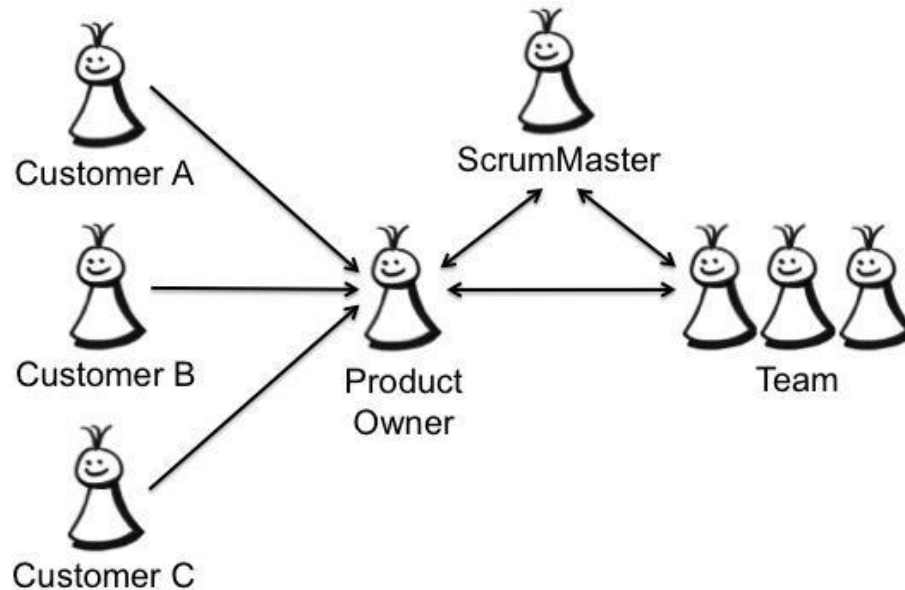 Customer A
ScrumMaster
Customer B
Product
Owner
Team
Customer C